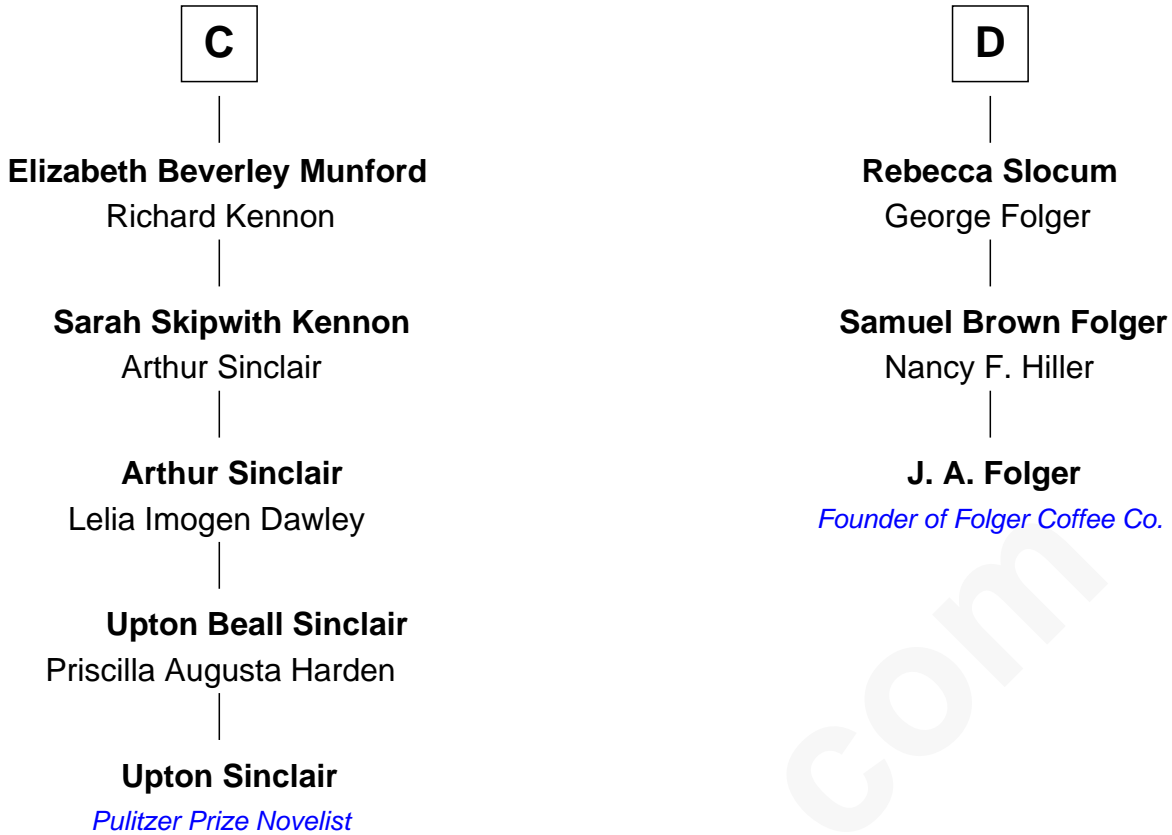 C
Elizabeth Beverley Munford
Richard Kennon
Sarah Skipwith Kennon
Arthur Sinclair
Arthur Sinclair
Lelia Imogen Dawley
Upton Beall Sinclair
Priscilla Augusta Harden
Upton Sinclair
Pulitzer Prize Novelist
D
Rebecca Slocum
George Folger
Samuel Brown Folger
Nancy F. Hiller
J. A. Folger
Founder of Folger Coffee Co.
com